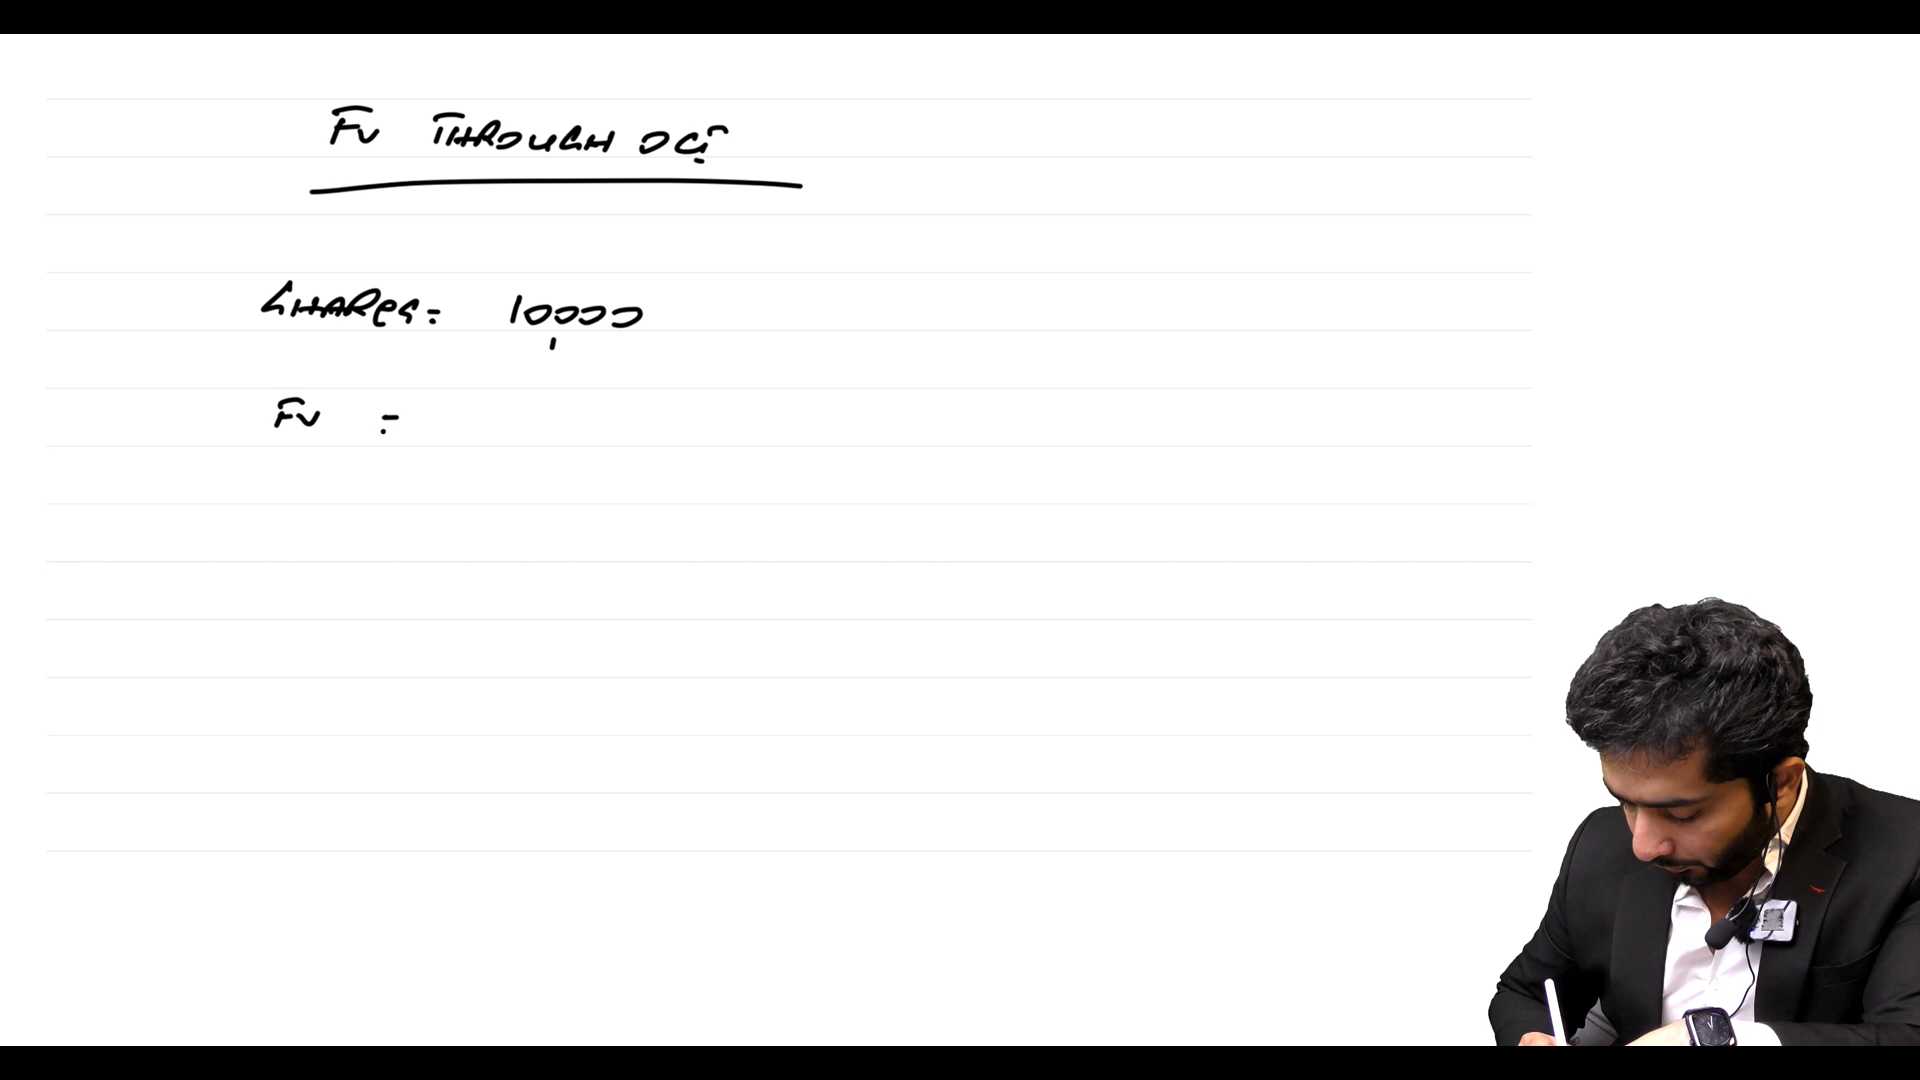 FV THROUGH OCI
SHARES = 10,000
FV =